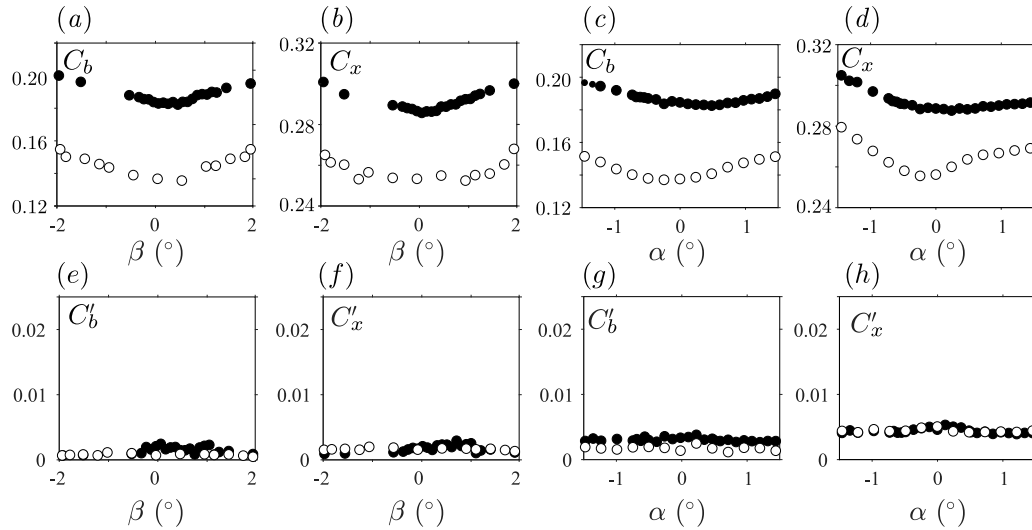 (a) (b) (c) (d)
C_b C_x C_b C_x
0.20 0.32 0.20 0.32
0.16 0.28 0.16 0.28
0.12 0.24 0.12 0.24
-2 0 2 -2 0 2 -1 0 1 -1 0 1
β (°) β (°) α (°) α (°)
(e) (f) (g) (h)
C′_b C′_x C′_b C′_x
0.02 0.02 0.02 0.02
0.01 0.01 0.01 0.01
0 0 0 0
-2 0 2 -2 0 2 -1 0 1 -1 0 1
β (°) β (°) α (°) α (°)